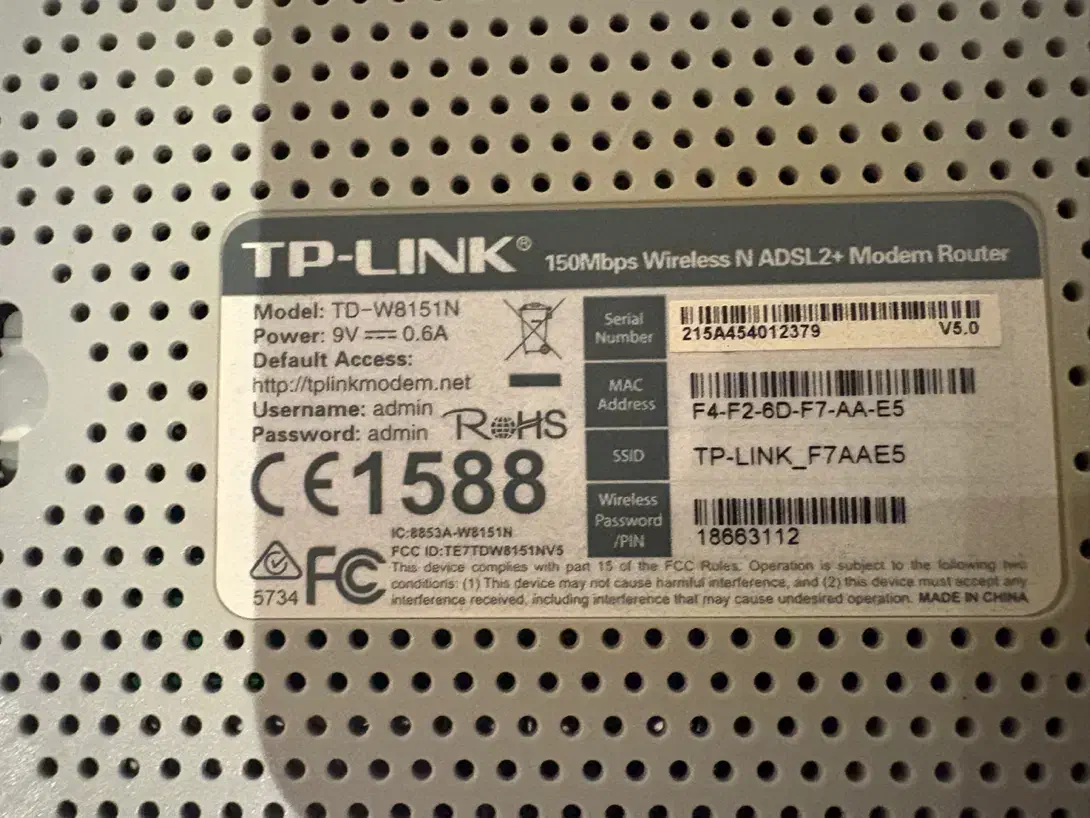 TP-LINK® 150Mbps Wireless N ADSL2+ Modem Router
Model: TD-W8151N
Power: 9V ⎓ 0.6A
Default Access:
http://tplinkmodem.net
Username: admin
Password: admin
RoHS
CE1588
IC:8853A-W8151N
FCC ID:TE7TDW8151NV5
5734
FC
This device complies with part 15 of the FCC Rules. Operation is subject to the following two
conditions: (1) This device may not cause harmful interference, and (2) this device must accept any
interference received, including interference that may cause undesired operation. MADE IN CHINA
Serial
Number
215A454012379 V5.0
MAC
Address
F4-F2-6D-F7-AA-E5
SSID
TP-LINK_F7AAE5
Wireless
Password
/PIN
18663112